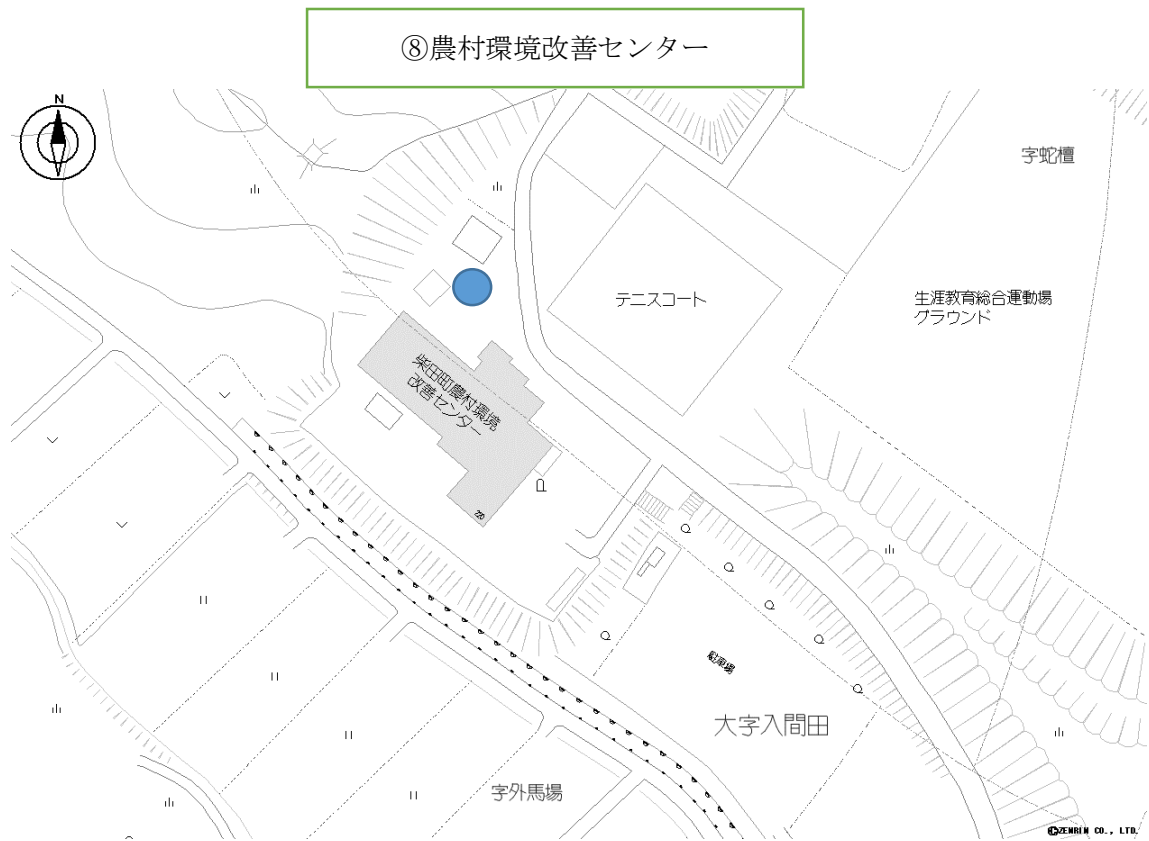 ⑧農村環境改善センター
N
字蛇檀
テニスコート
生涯教育総合運動場
グラウンド
柴田町農村環境
改善センター
720
駐車場
大字入間田
字外馬場
©ZENRIN CO., LTD.